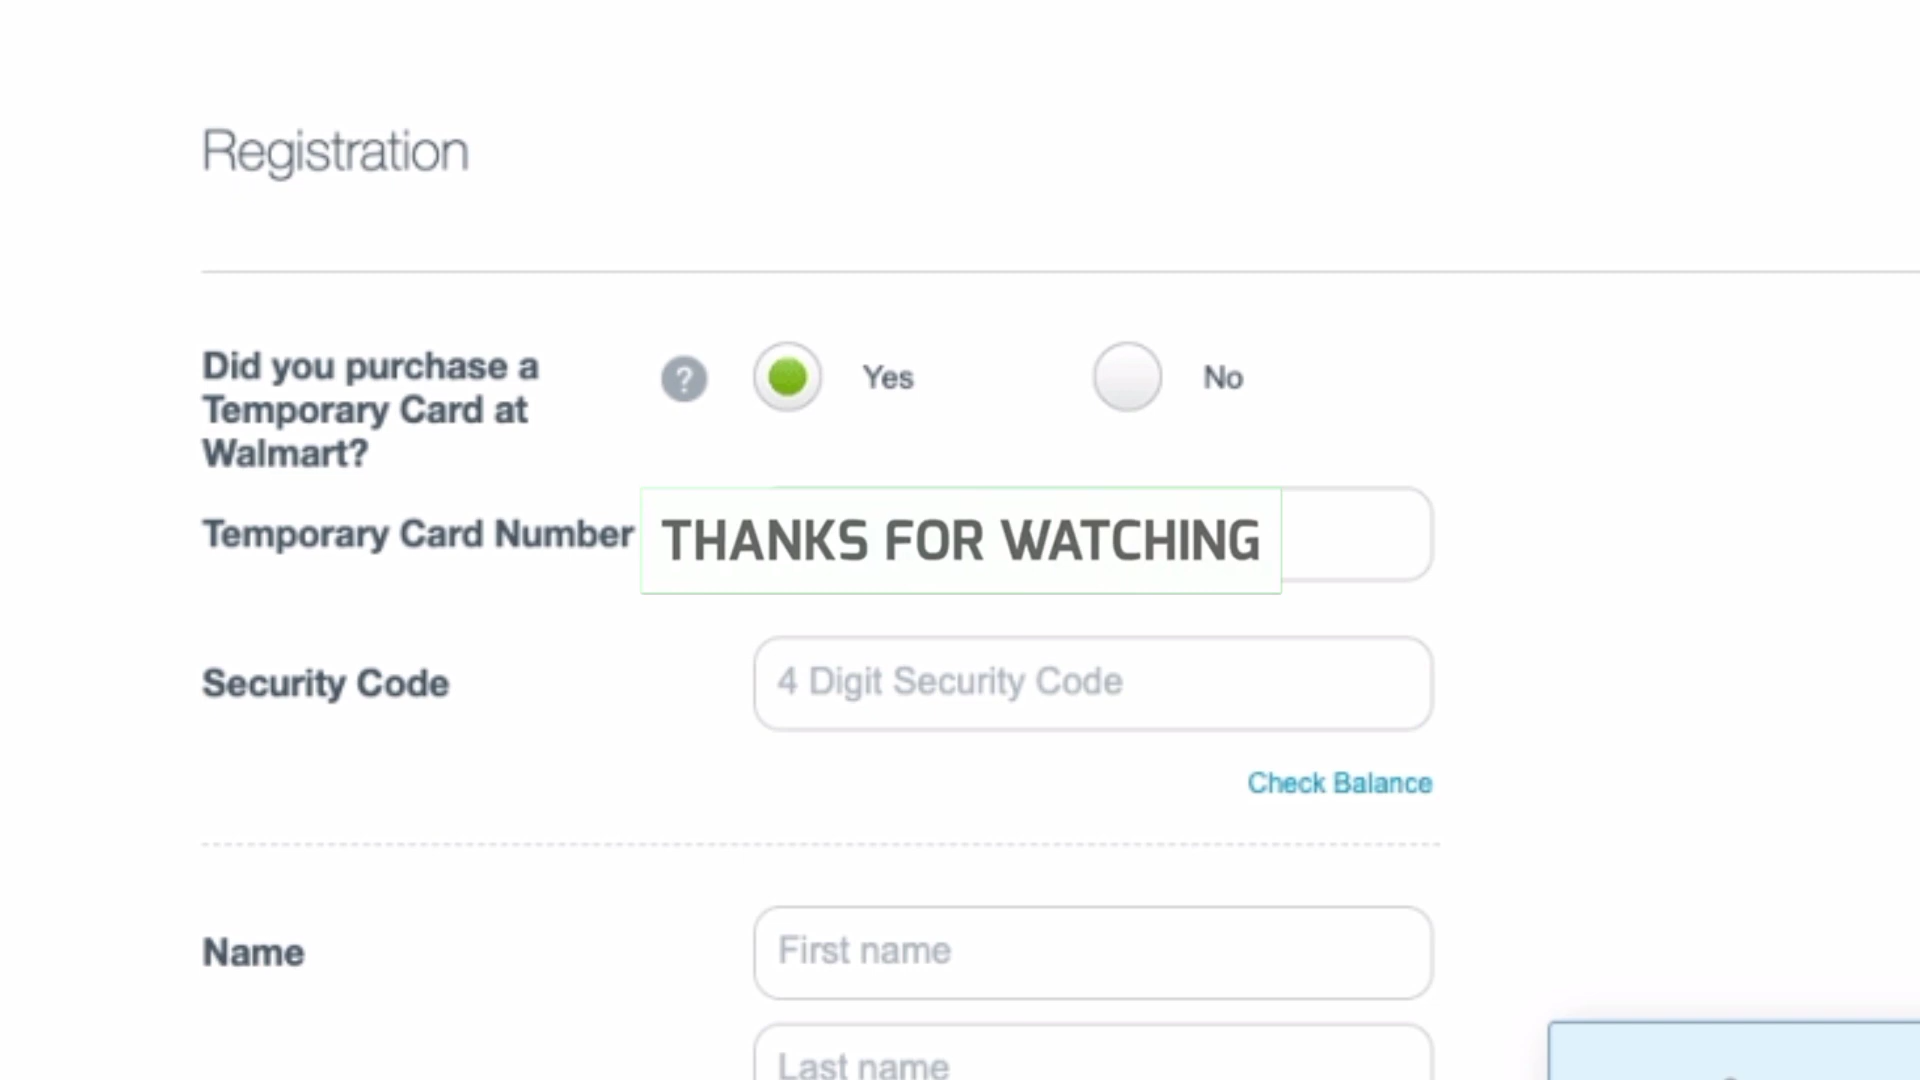 Registration
Did you purchase a
Temporary Card at
Walmart?
?
Yes
No
Temporary Card Number
THANKS FOR WATCHING
Security Code
4 Digit Security Code
Check Balance
Name
First name
Last name